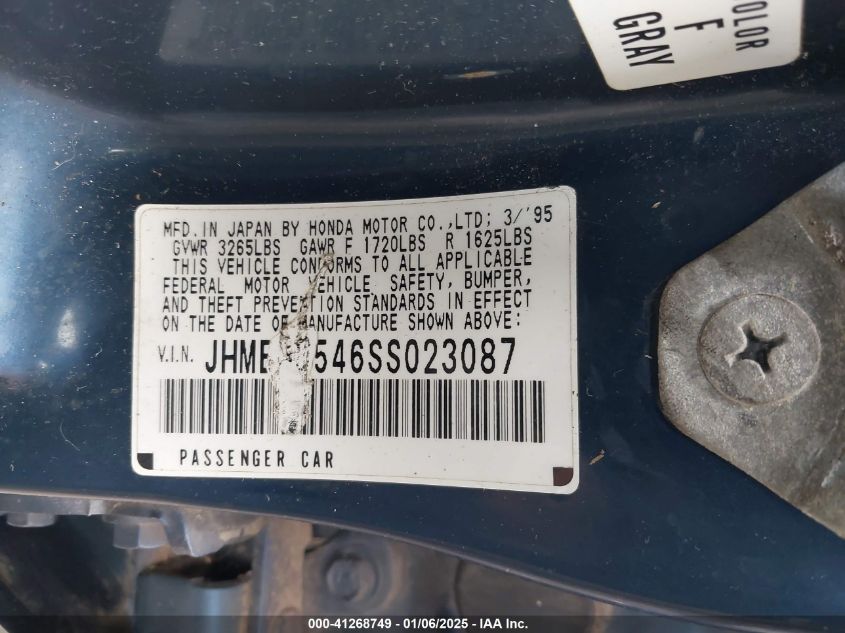 COLOR
F
GRAY
MFD. IN JAPAN BY HONDA MOTOR CO.,LTD; 3/'95
GVWR 3265LBS GAWR F 1720LBS R 1625LBS
THIS VEHICLE CONFORMS TO ALL APPLICABLE
FEDERAL MOTOR VEHICLE SAFETY, BUMPER,
AND THEFT PREVENTION STANDARDS IN EFFECT
ON THE DATE OF MANUFACTURE SHOWN ABOVE:
V.I.N.
PASSENGER CAR
000-41268749 - 01/06/2025 - IAA Inc.